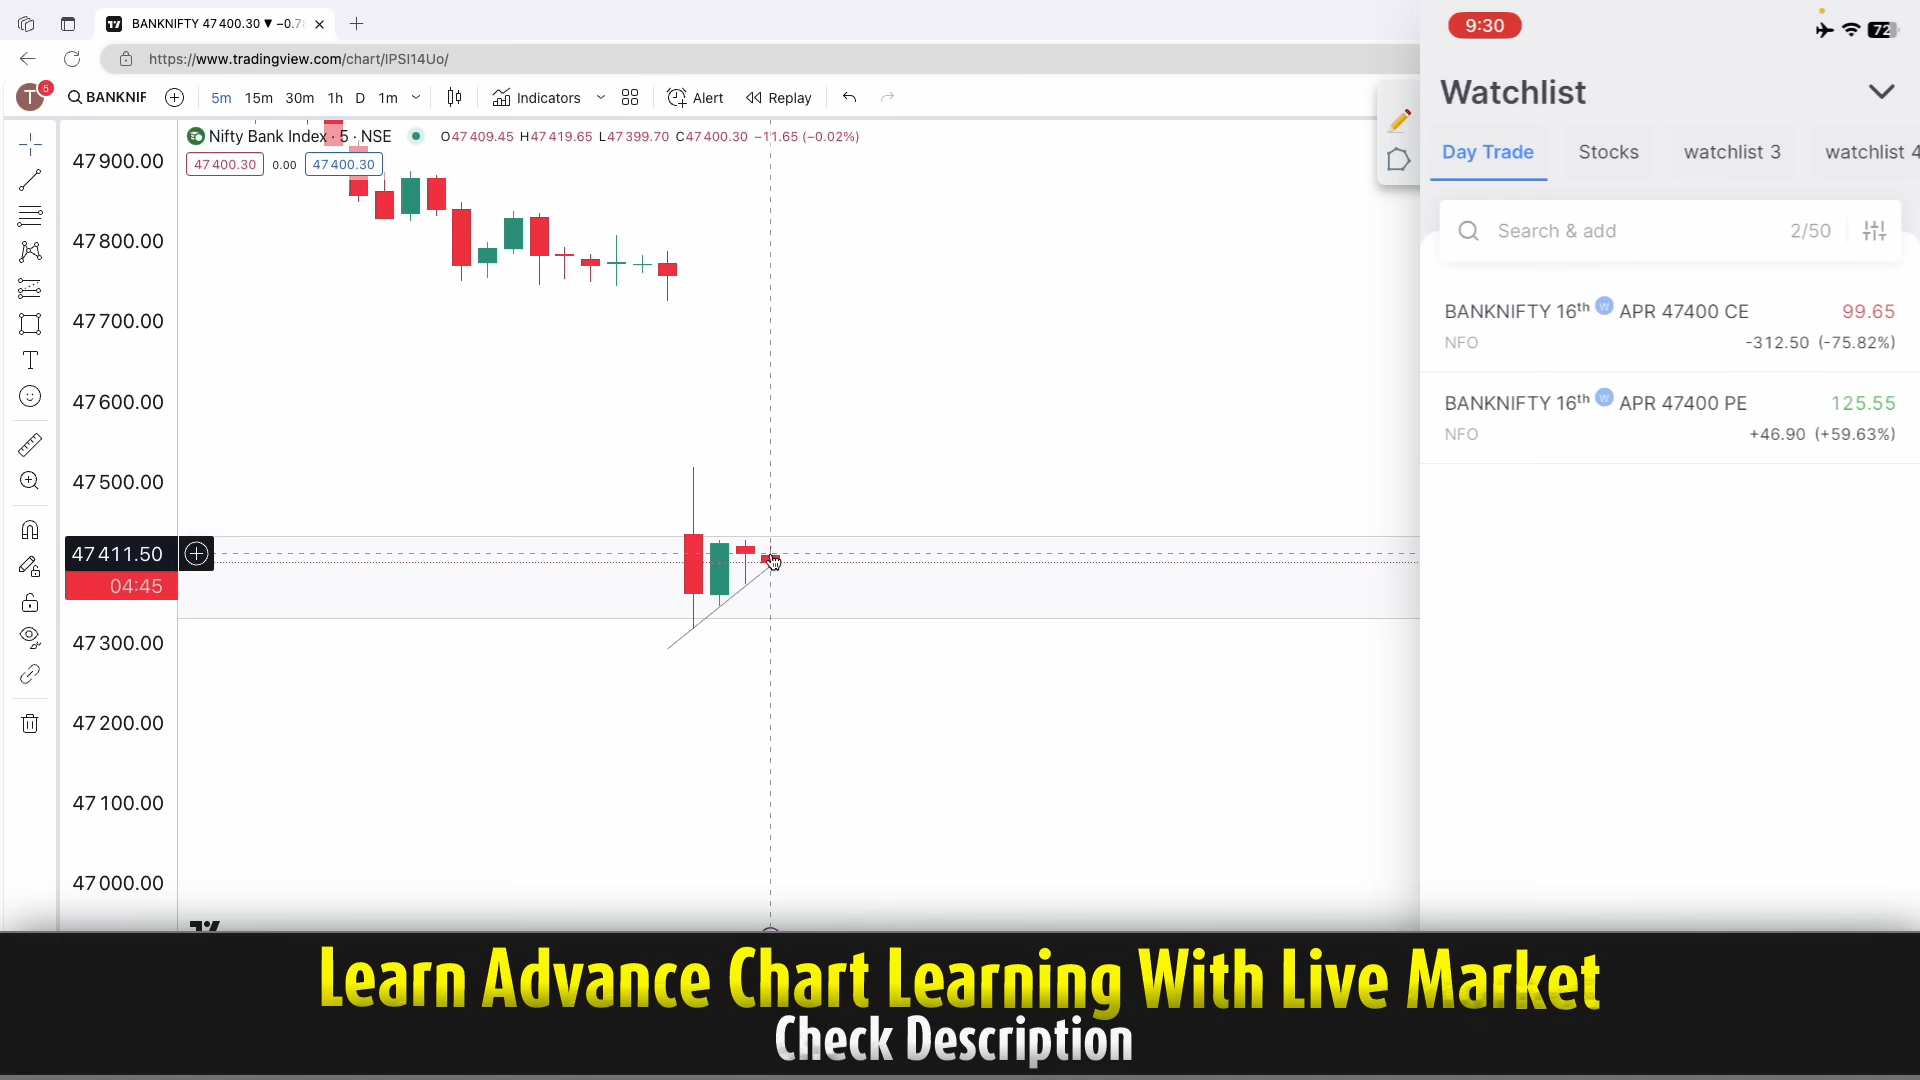 BANKNIFTY 47 400.30 ▼ −0.78
https://www.tradingview.com/chart/IPSI14Uo/
T
5
BANKNIF
5m
15m
30m
1h
D
1m
Indicators
Alert
Replay
Nifty Bank Index · 5 · NSE
O47 409.45 H47 419.65 L47 399.70 C47 400.30 −11.65 (−0.02%)
47 400.30
0.00
47 400.30
47 900.00
47 800.00
47 700.00
47 600.00
47 500.00
47 411.50
04:45
47 300.00
47 200.00
47 100.00
47 000.00
9:30
72
Watchlist
Day Trade
Stocks
watchlist 3
watchlist 4
Search & add
2/50
BANKNIFTY 16th W APR 47400 CE
99.65
NFO
-312.50 (-75.82%)
BANKNIFTY 16th W APR 47400 PE
125.55
NFO
+46.90 (+59.63%)
Learn Advance Chart Learning With Live Market
Check Description